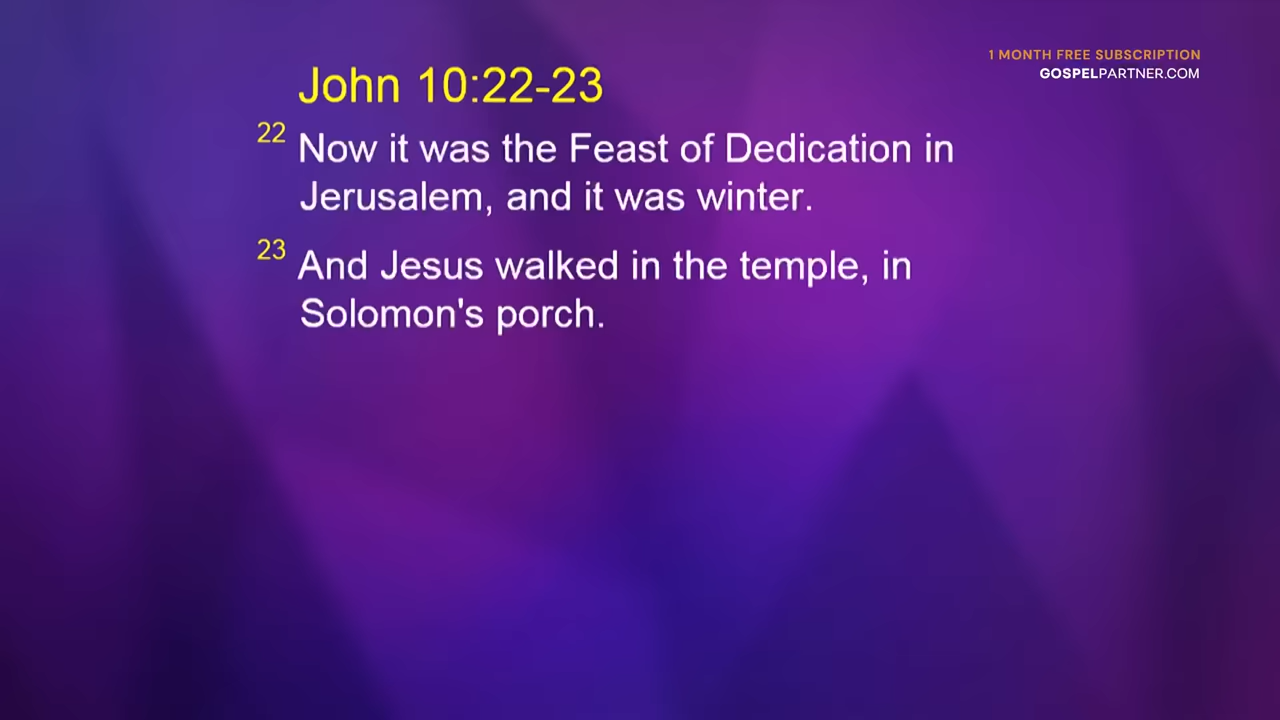 1 MONTH FREE SUBSCRIPTION
GOSPELPARTNER.COM
John 10:22-23
22 Now it was the Feast of Dedication in
Jerusalem, and it was winter.
23 And Jesus walked in the temple, in
Solomon's porch.